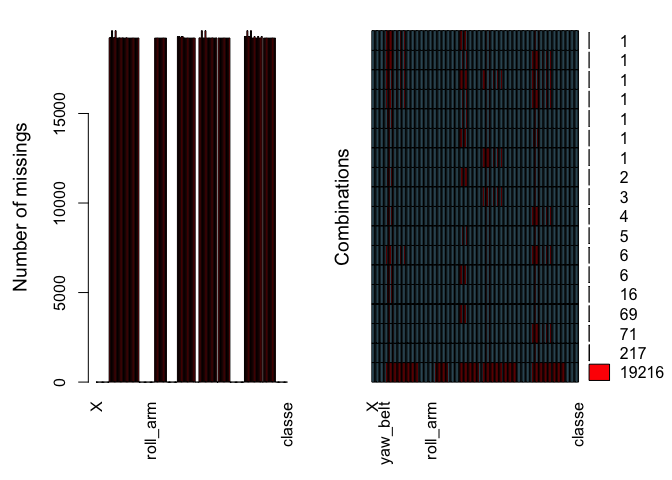 Number of missings
0
5000
10000
15000
X
roll_arm
classe
Combinations
X
yaw_belt
roll_arm
classe
1
1
1
1
1
1
1
2
3
4
5
6
6
16
69
71
217
19216